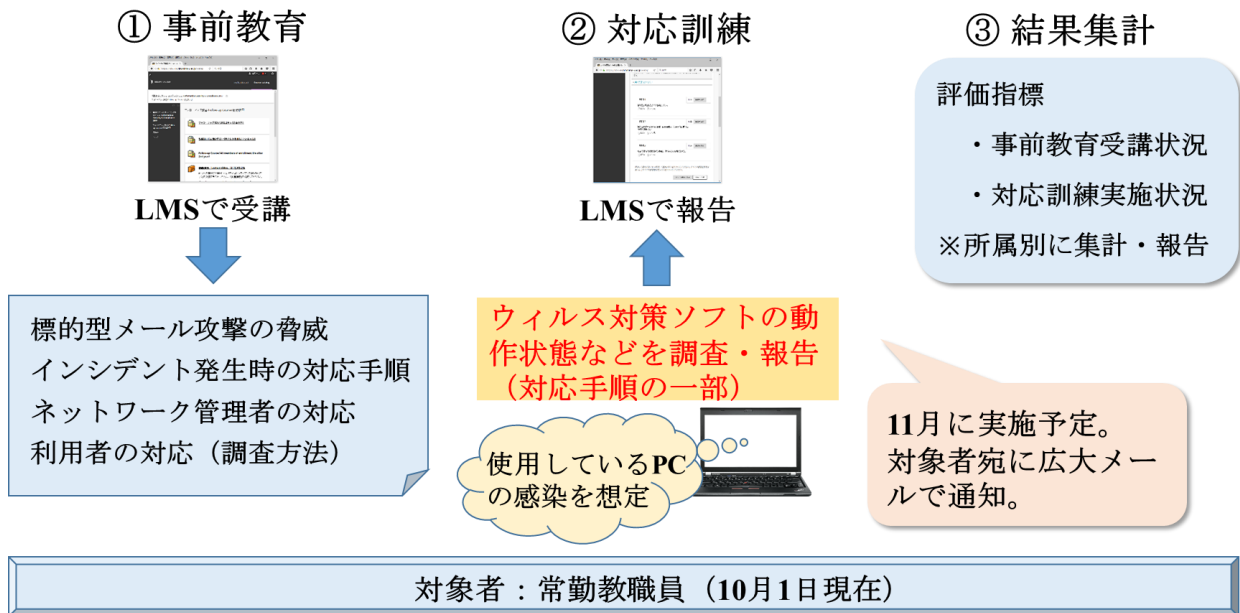 ① 事前教育
LMSで受講
標的型メール攻撃の脅威
インシデント発生時の対応手順
ネットワーク管理者の対応
利用者の対応（調査方法）
② 対応訓練
LMSで報告
ウィルス対策ソフトの動
作状態などを調査・報告
（対応手順の一部）
使用しているPC
の感染を想定
③ 結果集計
評価指標
・事前教育受講状況
・対応訓練実施状況
※所属別に集計・報告
11月に実施予定。
対象者宛に広大メー
ルで通知。
対象者：常勤教職員（10月1日現在）